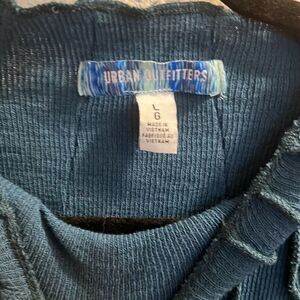 URBAN OUTFITTERS
L
G
MADE IN
VIETNAM
FABRIQUÉ AU
VIETNAM